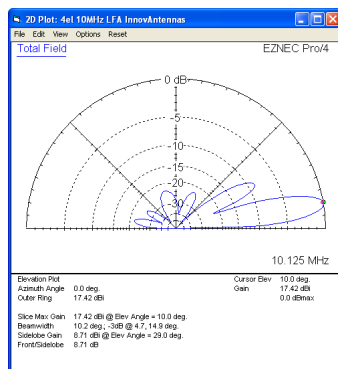 2D Plot: 4el 10MHz LFA InnovAntennas
File Edit View Options Reset
Total Field
EZNEC Pro/4
0 dB
-5
-10
-15
-20
-30
10.125 MHz
Elevation Plot
Cursor Elev 10.0 deg.
Azimuth Angle 0.0 deg.
Gain 17.42 dBi
Outer Ring 17.42 dBi
0.0 dBmax
Slice Max Gain 17.42 dBi @ Elev Angle = 10.0 deg.
Beamwidth 10.2 deg.; -3dB @ 4.7, 14.9 deg.
Sidelobe Gain 8.71 dBi @ Elev Angle = 29.0 deg.
Front/Sidelobe 8.71 dB